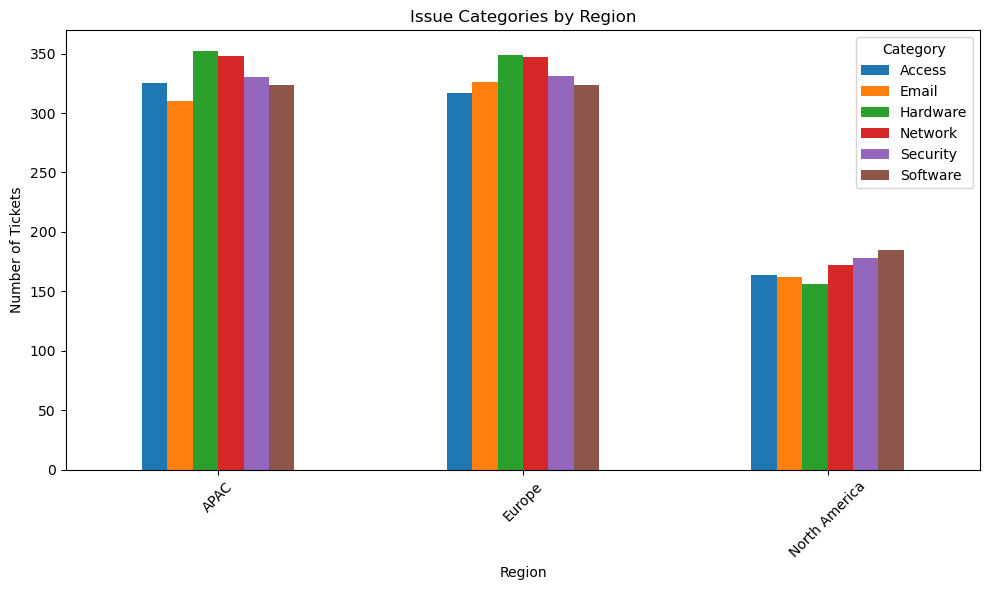 Issue Categories by Region
Number of Tickets
350
300
250
200
150
100
50
0
Category
Access
Email
Hardware
Network
Security
Software
APAC
Europe
North America
Region